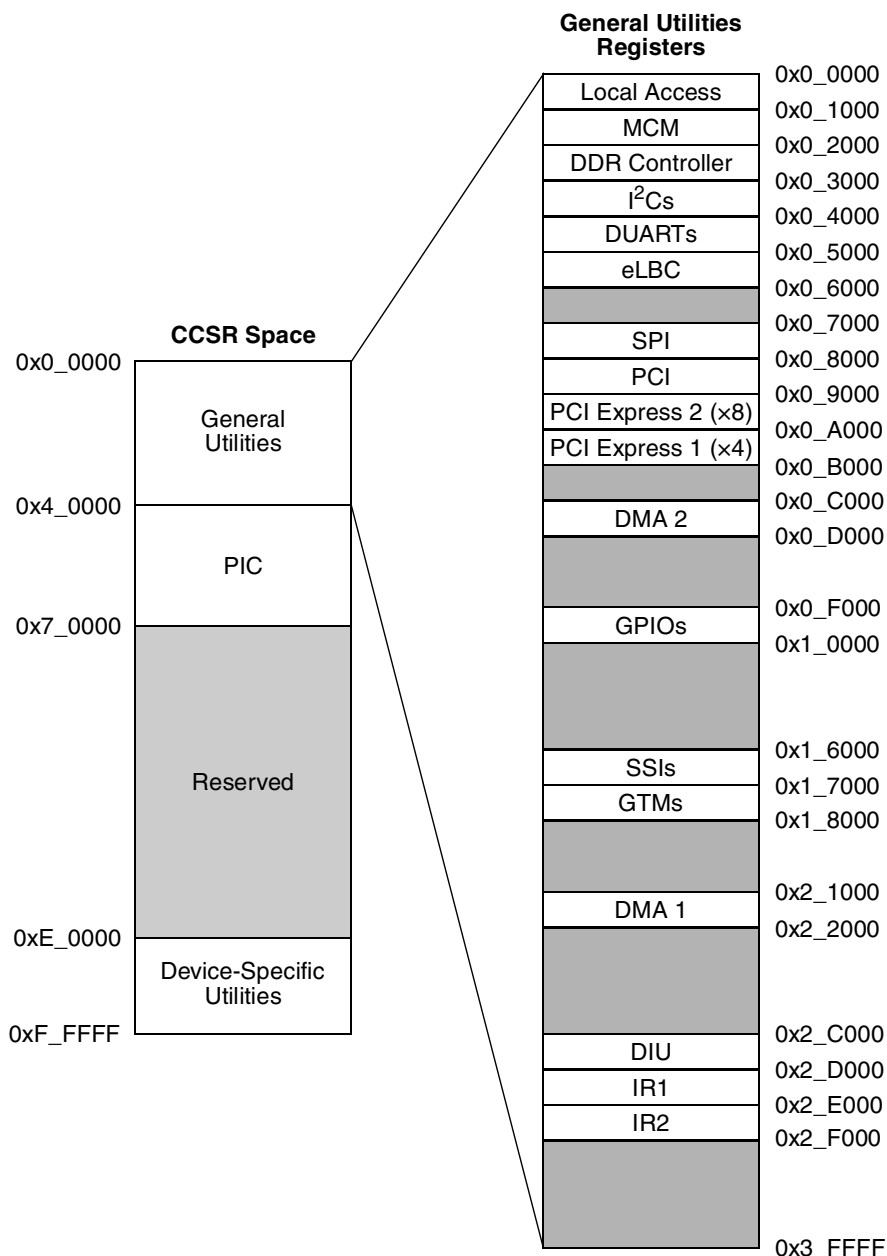 General Utilities
Registers
0x0_0000
Local Access
0x0_1000
MCM
0x0_2000
DDR Controller
0x0_3000
I²Cs
0x0_4000
DUARTs
0x0_5000
eLBC
0x0_6000
0x0_7000
SPI
0x0_8000
PCI
0x0_9000
PCI Express 2 (×8)
0x0_A000
PCI Express 1 (×4)
0x0_B000
0x0_C000
DMA 2
0x0_D000
0x0_F000
GPIOs
0x1_0000
0x1_6000
SSIs
0x1_7000
GTMs
0x1_8000
0x2_1000
DMA 1
0x2_2000
0x2_C000
DIU
0x2_D000
IR1
0x2_E000
IR2
0x2_F000
0x3_FFFF
CCSR Space
0x0_0000
General
Utilities
0x4_0000
PIC
0x7_0000
Reserved
0xE_0000
Device-Specific
Utilities
0xF_FFFF